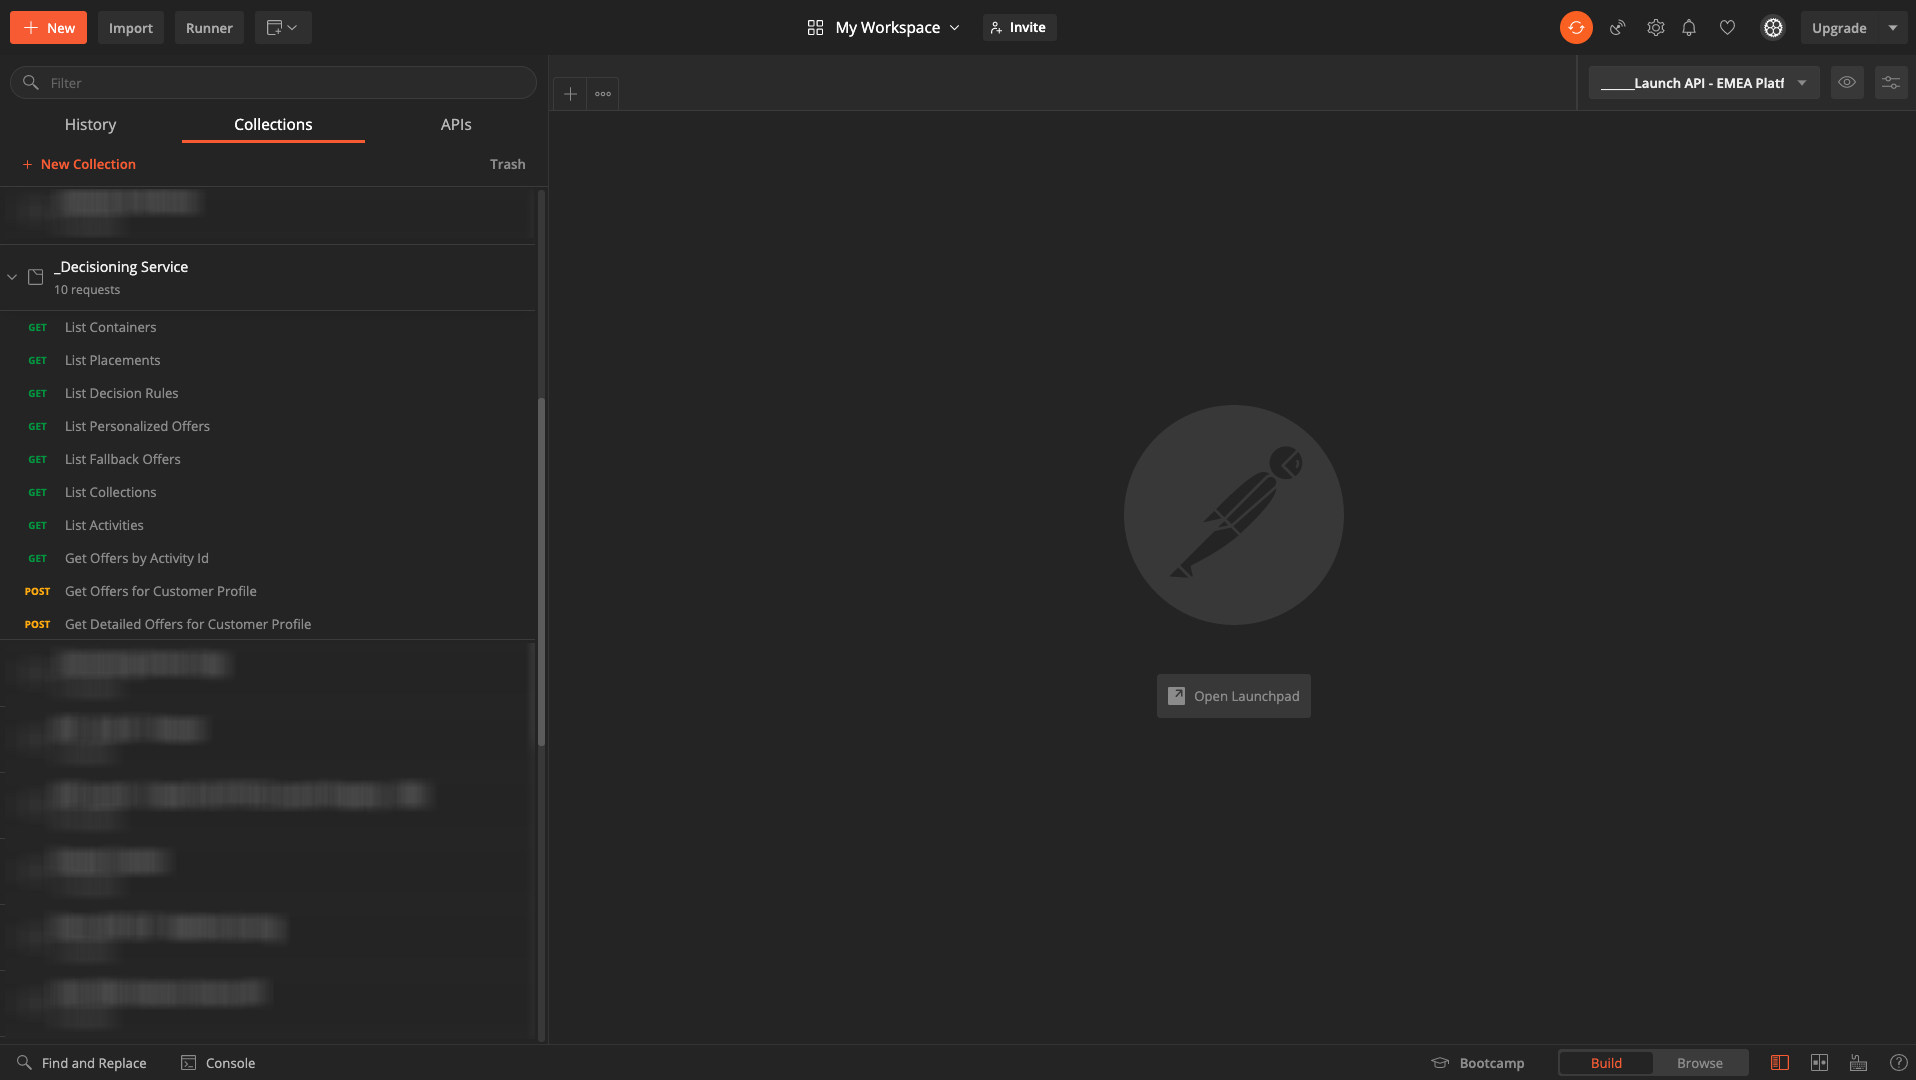 New
Import
Runner
My Workspace
Invite
Upgrade
Filter
______Launch API - EMEA Platf
History
Collections
APIs
+ New Collection
Trash
_Decisioning Service
10 requests
GET List Containers
GET List Placements
GET List Decision Rules
GET List Personalized Offers
GET List Fallback Offers
GET List Collections
GET List Activities
GET Get Offers by Activity Id
POST Get Offers for Customer Profile
POST Get Detailed Offers for Customer Profile
Open Launchpad
Find and Replace
Console
Bootcamp
Build
Browse